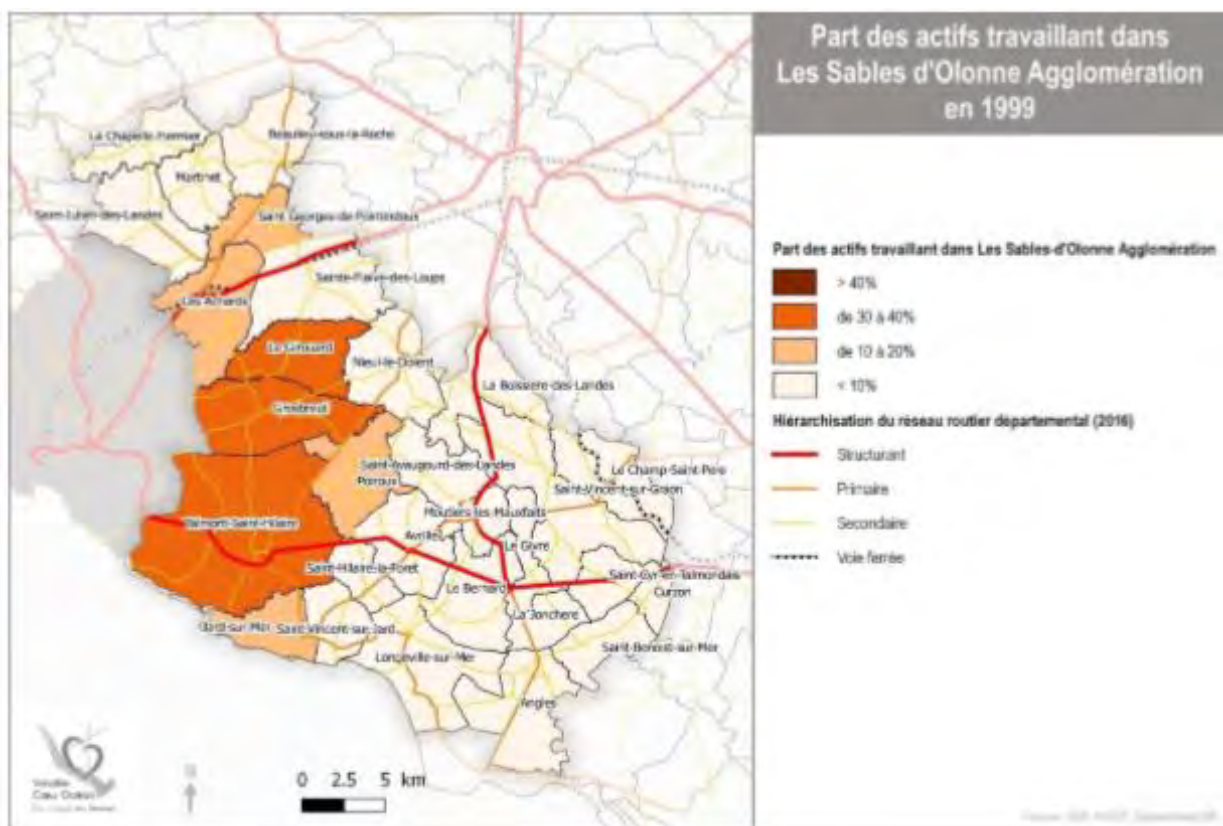 Part des actifs travaillant dans
Les Sables d'Olonne Agglomération
en 1999
La Chapelle-Hermier
Beaulieu-sous-la-Roche
Martinet
Saint-Julien-des-Landes
Saint Georges-de-Pointindoux
Sainte-Flaive-des-Loups
Les Achards
Le Girouard
Nieul-le-Dolent
La Boissière-des-Landes
Grosbreuil
Le Champ-Saint-Père
Saint-Avaugourd-des-Landes
Saint-Vincent-sur-Graon
Poiroux
Moutiers-les-Mauxfaits
Talmont-Saint-Hilaire
Avrillé
Le Givre
Saint-Hilaire-la-Foret
Saint-Cyr-en-Talmondais
Le Bernard
Curzon
La Jonchere
Jard-sur-Mer
Saint-Vincent-sur-Jard
Saint-Benoist-sur-Mer
Longeville-sur-Mer
Angles
0 2.5 5 km
Part des actifs travaillant dans Les Sables-d'Olonne Agglomération
> 40%
de 30 à 40%
de 10 à 20%
< 10%
Hiérarchisation du réseau routier départemental (2016)
Structurant
Primaire
Secondaire
Voie ferrée
Vendée
Cœur Océan